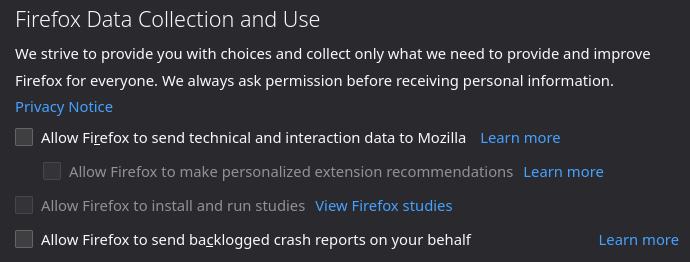 Firefox Data Collection and Use
We strive to provide you with choices and collect only what we need to provide and improve
Firefox for everyone. We always ask permission before receiving personal information.
Privacy Notice
Allow Firefox to send technical and interaction data to Mozilla Learn more
Allow Firefox to make personalized extension recommendations Learn more
Allow Firefox to install and run studies View Firefox studies
Allow Firefox to send backlogged crash reports on your behalf Learn more